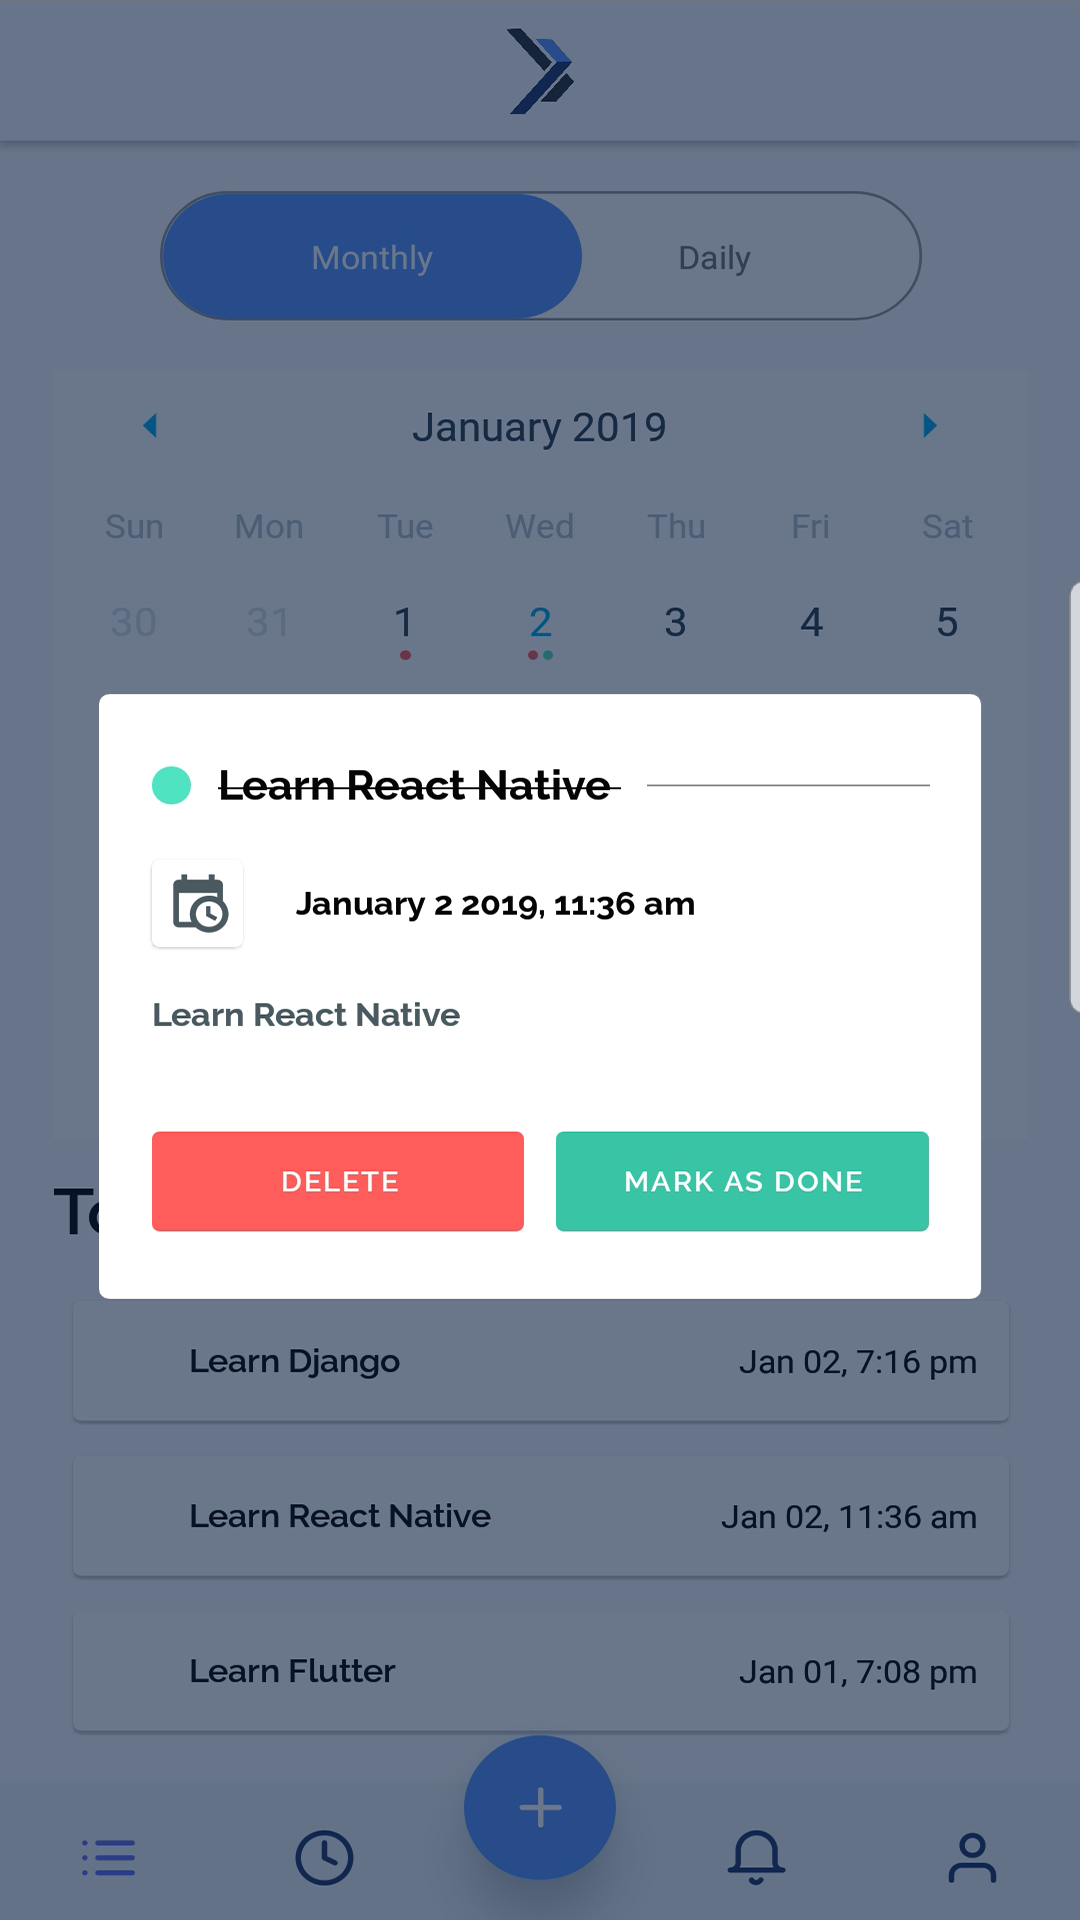 Monthly Daily
January 2019
Sun Mon Tue Wed Thu Fri Sat
30 31 1 2 3 4 5
Learn React Native
January 2 2019, 11:36 am
Learn React Native
DELETE MARK AS DONE
Learn Django Jan 02, 7:16 pm
Learn React Native Jan 02, 11:36 am
Learn Flutter Jan 01, 7:08 pm